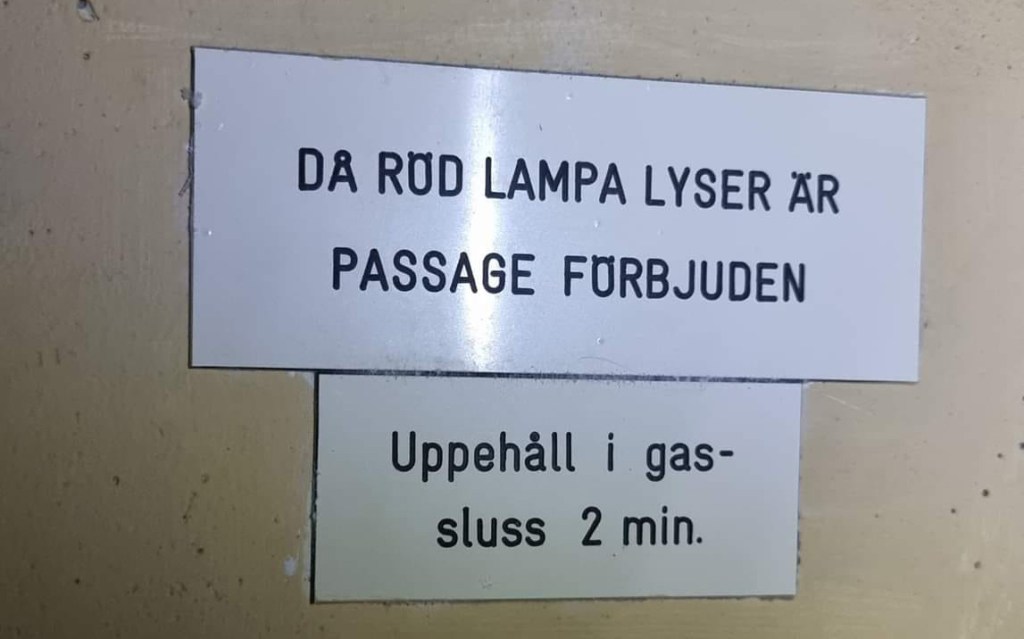 DÅ RÖD LAMPA LYSER ÄR
PASSAGE FÖRBJUDEN
Uppehåll i gas-
sluss 2 min.